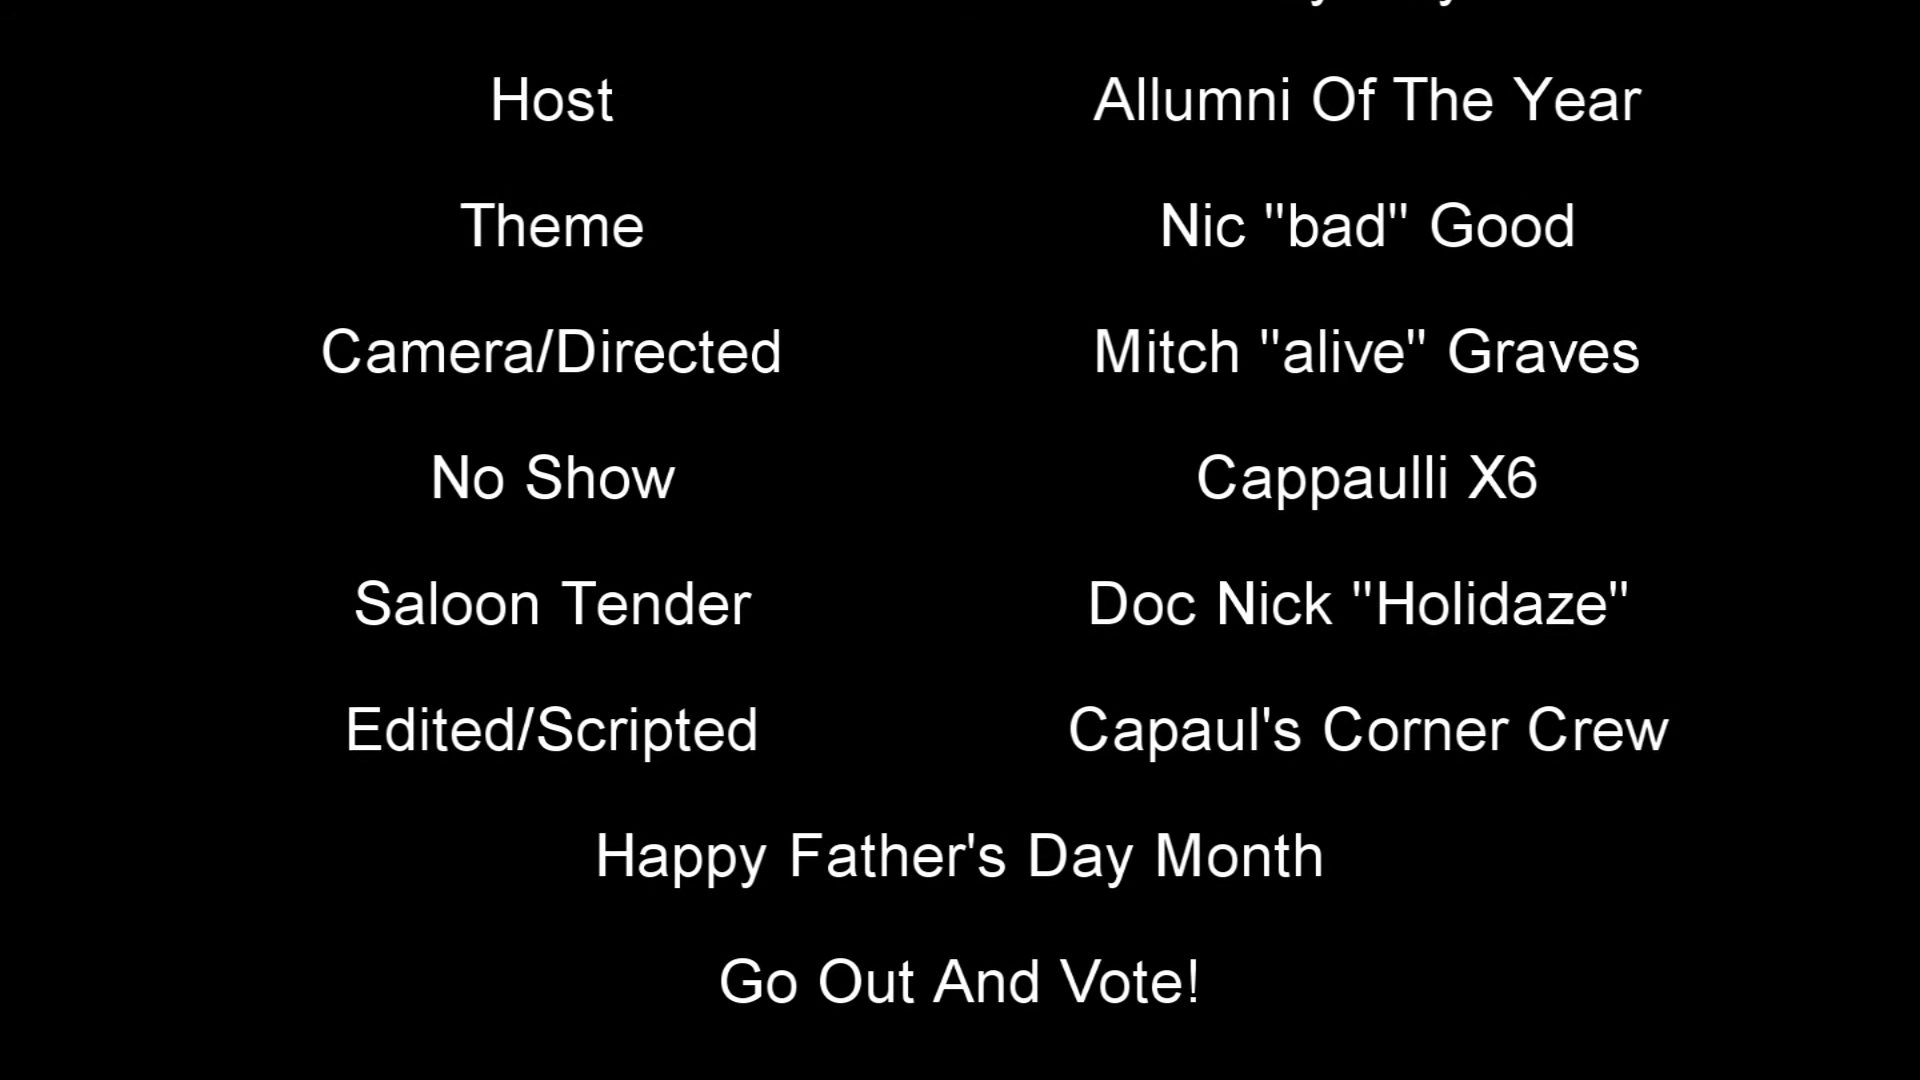 Host Allumni Of The Year
Theme Nic "bad" Good
Camera/Directed Mitch "alive" Graves
No Show Cappaulli X6
Saloon Tender Doc Nick "Holidaze"
Edited/Scripted Capaul's Corner Crew
Happy Father's Day Month
Go Out And Vote!